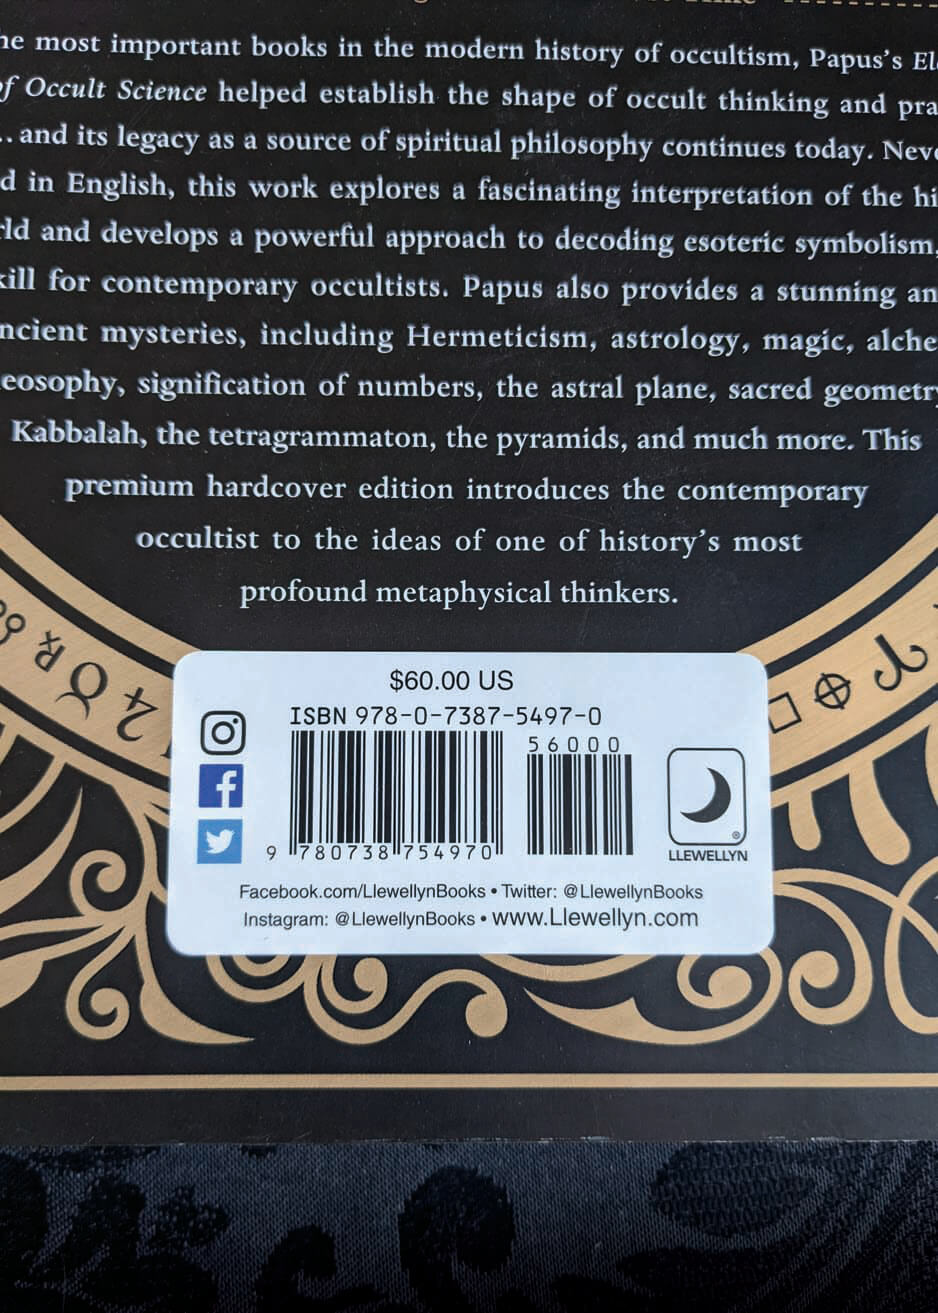 most important books in the modern history of occultism, Papus's
of Occult Science helped establish the shape of occult thinking and
... and its legacy as a source of spiritual philosophy continues today.
in English, this work explores a fascinating interpretation of the
and develops a powerful approach to decoding esoteric symbolism,
for contemporary occultists. Papus also provides a stunning
mysteries, including Hermeticism, astrology, magic,
signification of numbers, the astral plane, sacred geometry
Kabbalah, the tetragrammaton, the pyramids, and much more. This
premium hardcover edition introduces the contemporary
occultist to the ideas of one of history's most
profound metaphysical thinkers.
$60.00 US
ISBN 978-0-7387-5497-0
56000
9 780738 754970
LLEWELLYN
Facebook.com/LlewellynBooks • Twitter: @LlewellynBooks
Instagram: @LlewellynBooks • www.Llewellyn.com